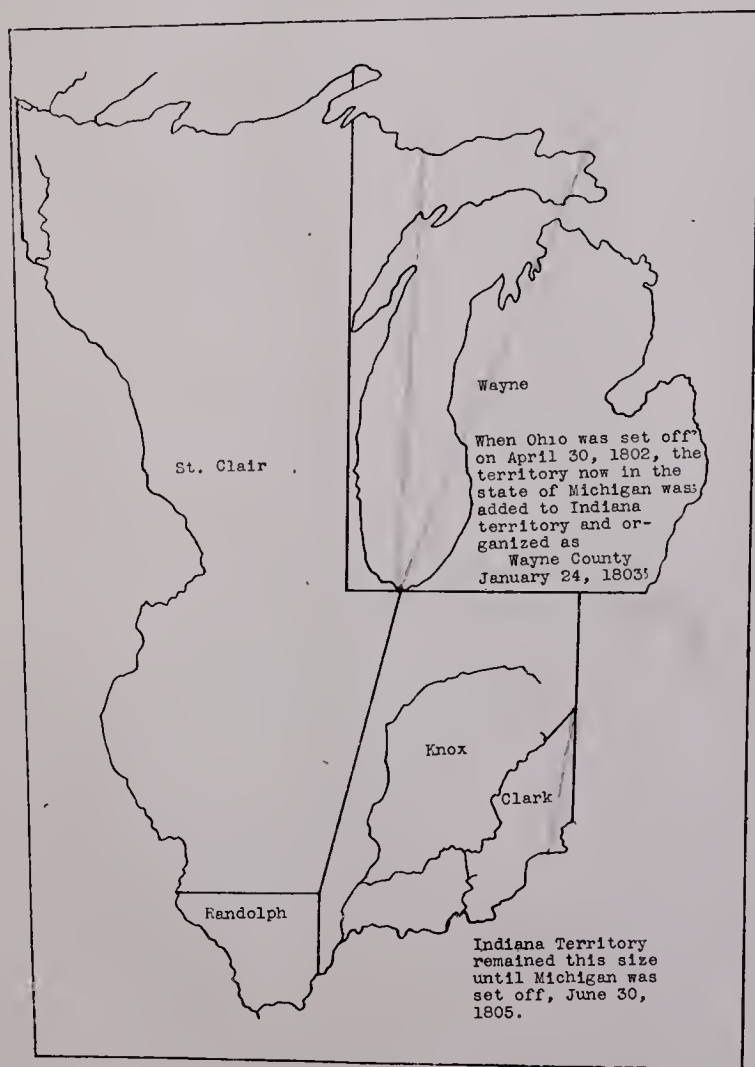 Wayne
When Ohio was set off
on April 30, 1802, the
territory now in the
state of Michigan was
added to Indiana
territory and or-
ganized as
Wayne County
January 24, 1803
St. Clair
Knox
Clark
Randolph
Indiana Territory
remained this size
until Michigan was
set off, June 30,
1805.